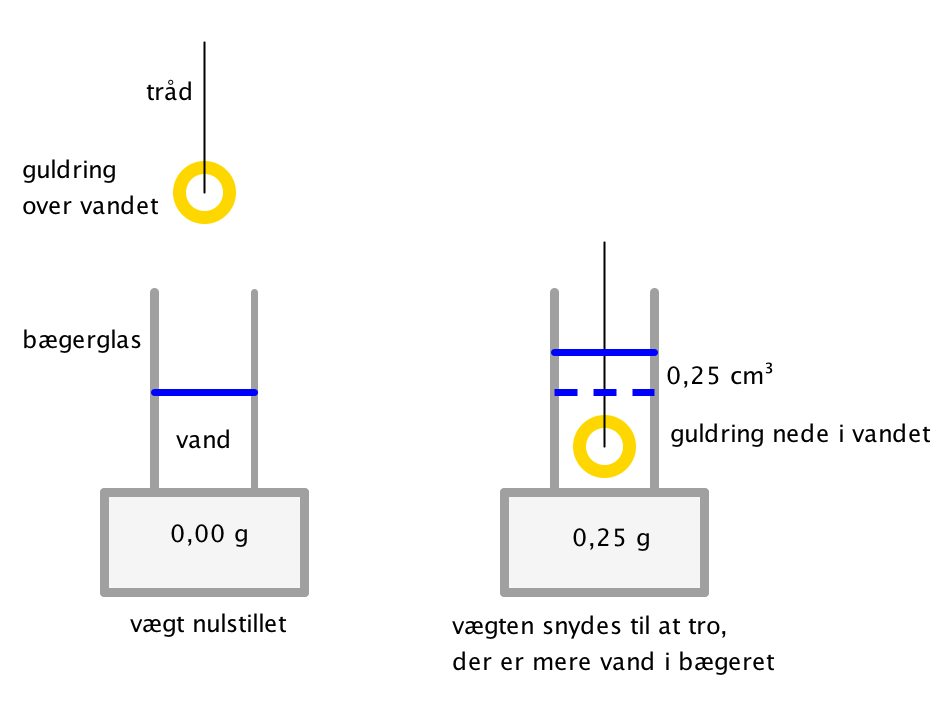 tråd
guldring
over vandet
bægerglas
vand
0,00 g
vægt nulstillet
0,25 cm³
guldring nede i vandet
0,25 g
vægten snydes til at tro,
der er mere vand i bægeret